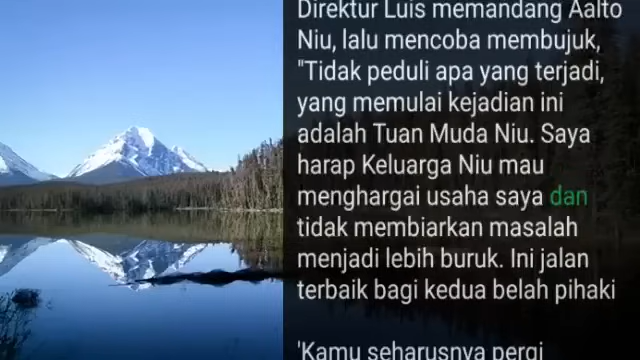 Direktur Luis memandang Aalto
Niu, lalu mencoba membujuk,
"Tidak peduli apa yang terjadi,
yang memulai kejadian ini
adalah Tuan Muda Niu. Saya
harap Keluarga Niu mau
menghargai usaha saya dan
tidak membiarkan masalah
menjadi lebih buruk. Ini jalan
terbaik bagi kedua belah pihaki
'Kamu seharusnya pergi